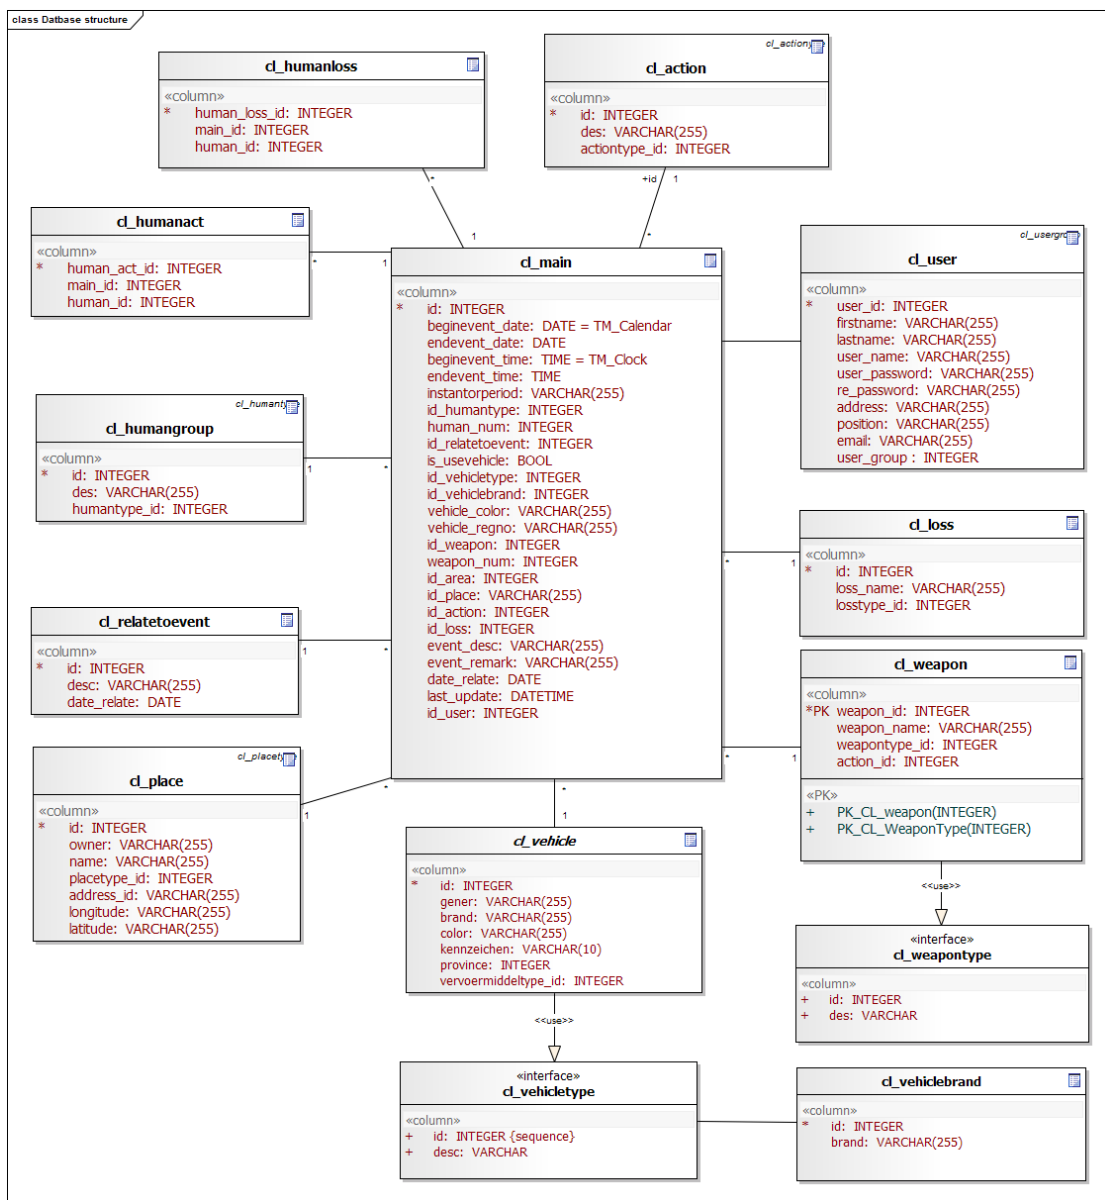 class Datbase structure
cl_humanloss
«column»
* human_loss_id: INTEGER
main_id: INTEGER
human_id: INTEGER
cl_action
«column»
* id: INTEGER
des: VARCHAR(255)
actiontype_id: INTEGER
*
+id 1
1
*
cl_humanact
«column»
* human_act_id: INTEGER
main_id: INTEGER
human_id: INTEGER
* 1
cl_main
«column»
* id: INTEGER
beginevent_date: DATE = TM_Calendar
endevent_date: DATE
beginevent_time: TIME = TM_Clock
endevent_time: TIME
instantorperiod: VARCHAR(255)
id_humantype: INTEGER
human_num: INTEGER
id_relatetoevent: INTEGER
is_usevehicle: BOOL
id_vehicletype: INTEGER
id_vehiclebrand: INTEGER
vehicle_color: VARCHAR(255)
vehicle_regno: VARCHAR(255)
id_weapon: INTEGER
weapon_num: INTEGER
id_area: INTEGER
id_place: VARCHAR(255)
id_action: INTEGER
id_loss: INTEGER
event_desc: VARCHAR(255)
event_remark: VARCHAR(255)
date_relate: DATE
last_update: DATETIME
id_user: INTEGER
cl_user
«column»
* user_id: INTEGER
firstname: VARCHAR(255)
lastname: VARCHAR(255)
user_name: VARCHAR(255)
user_password: VARCHAR(255)
re_password: VARCHAR(255)
address: VARCHAR(255)
position: VARCHAR(255)
email: VARCHAR(255)
user_group : INTEGER
cl_humangroup
«column»
* id: INTEGER
des: VARCHAR(255)
humantype_id: INTEGER
1 *
cl_loss
«column»
* id: INTEGER
loss_name: VARCHAR(255)
losstype_id: INTEGER
* 1
cl_relatetoevent
«column»
* id: INTEGER
desc: VARCHAR(255)
date_relate: DATE
1 *
cl_weapon
«column»
*PK weapon_id: INTEGER
weapon_name: VARCHAR(255)
weapontype_id: INTEGER
action_id: INTEGER
«PK»
+ PK_CL_weapon(INTEGER)
+ PK_CL_WeaponType(INTEGER)
* 1
cl_place
«column»
* id: INTEGER
owner: VARCHAR(255)
name: VARCHAR(255)
placetype_id: INTEGER
address_id: VARCHAR(255)
longitude: VARCHAR(255)
latitude: VARCHAR(255)
1 *
*
1
cl_vehicle
«column»
* id: INTEGER
gener: VARCHAR(255)
brand: VARCHAR(255)
color: VARCHAR(255)
kennzeichen: VARCHAR(10)
province: INTEGER
vervoermiddeltype_id: INTEGER
<<use>>
<<use>>
«interface»
cl_weapontype
«column»
+ id: INTEGER
+ des: VARCHAR
«interface»
cl_vehicletype
«column»
+ id: INTEGER {sequence}
+ desc: VARCHAR
cl_vehiclebrand
«column»
* id: INTEGER
brand: VARCHAR(255)